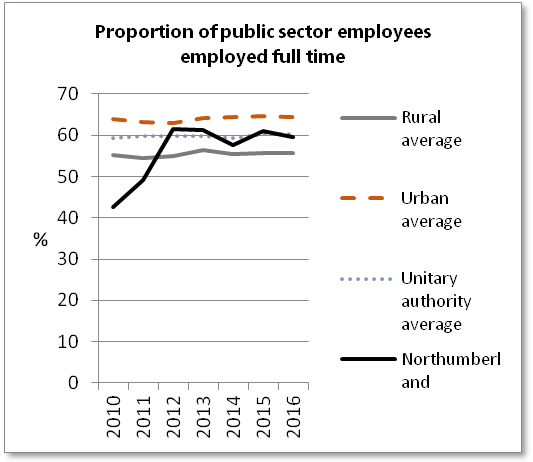 Proportion of public sector employees
employed full time
70
60
50
40
30
20
10
0
%
2010
2011
2012
2013
2014
2015
2016
Rural
average
Urban
average
Unitary
authority
average
Northumberl
and